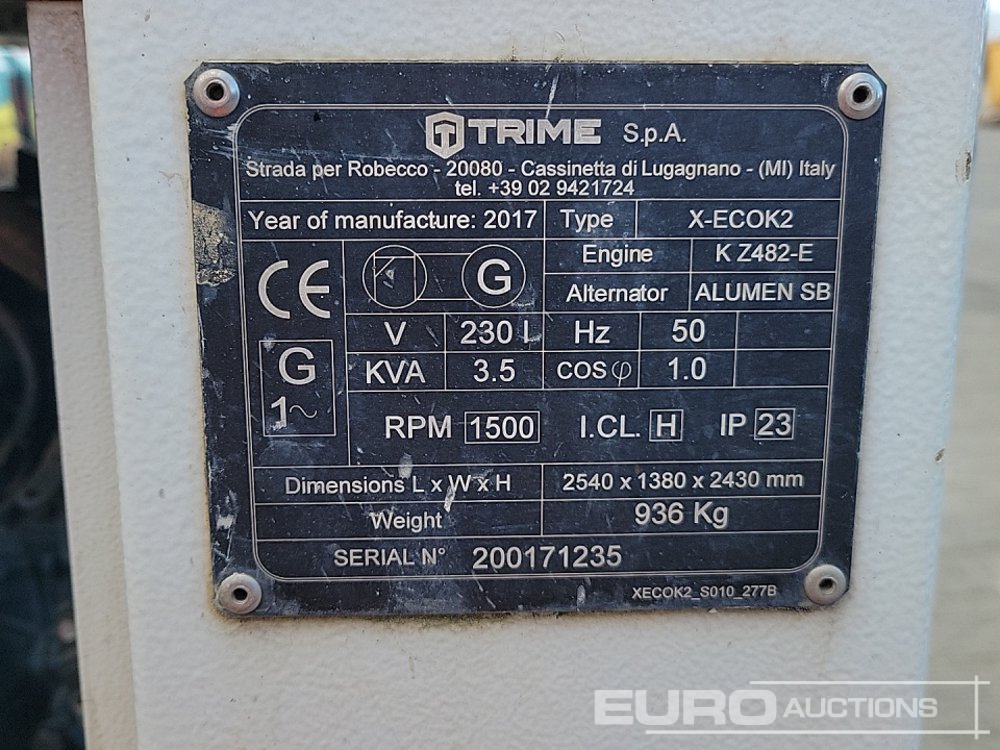 TRIME S.p.A.
Strada per Robecco - 20080 - Cassinetta di Lugagnano - (MI) Italy
tel. +39 02 9421724
Year of manufacture: 2017 Type X-ECOK2
Engine K Z482-E
CE G
Alternator ALUMEN SB
V 230 L Hz 50
G 1~
KVA 3.5 cos φ 1.0
RPM 1500 I.CL. H IP 23
Dimensions L x W x H 2540 x 1380 x 2430 mm
Weight 936 Kg
SERIAL N° 200171235
XECOK2_S010_277B
EURO AUCTIONS